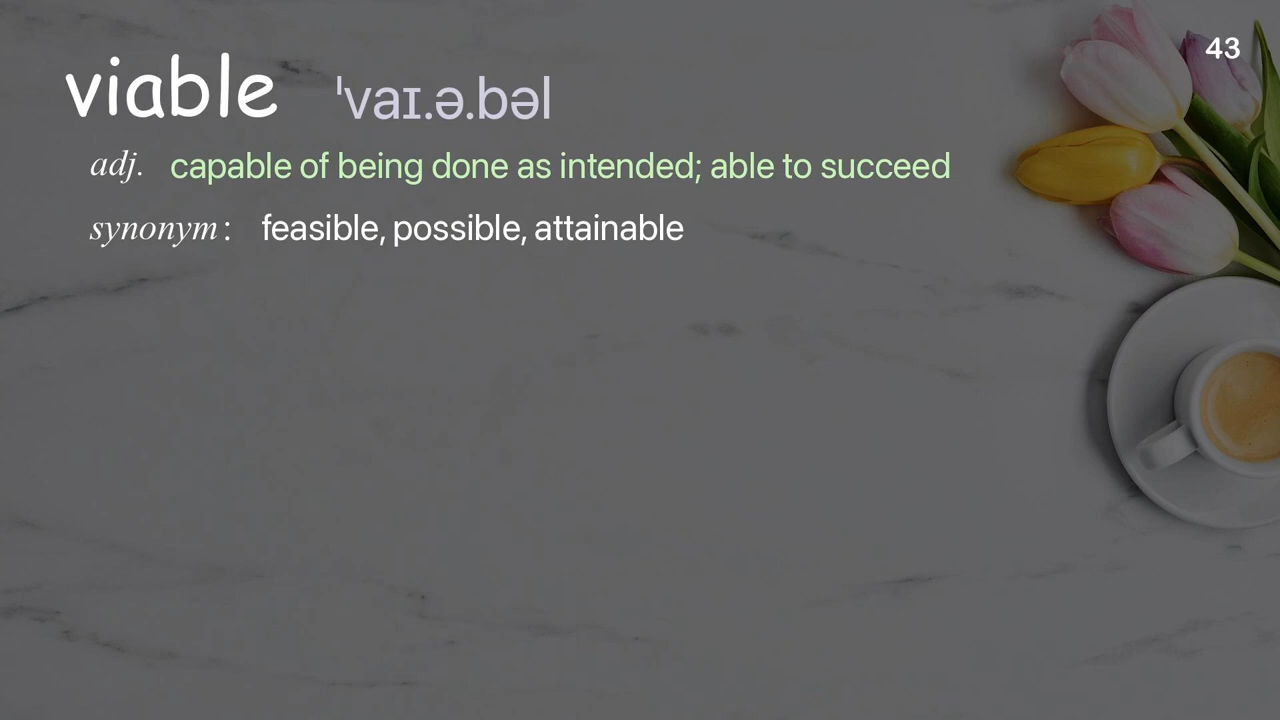 43
viable ˈvaɪ.ə.bəl
adj. capable of being done as intended; able to succeed
synonym: feasible, possible, attainable